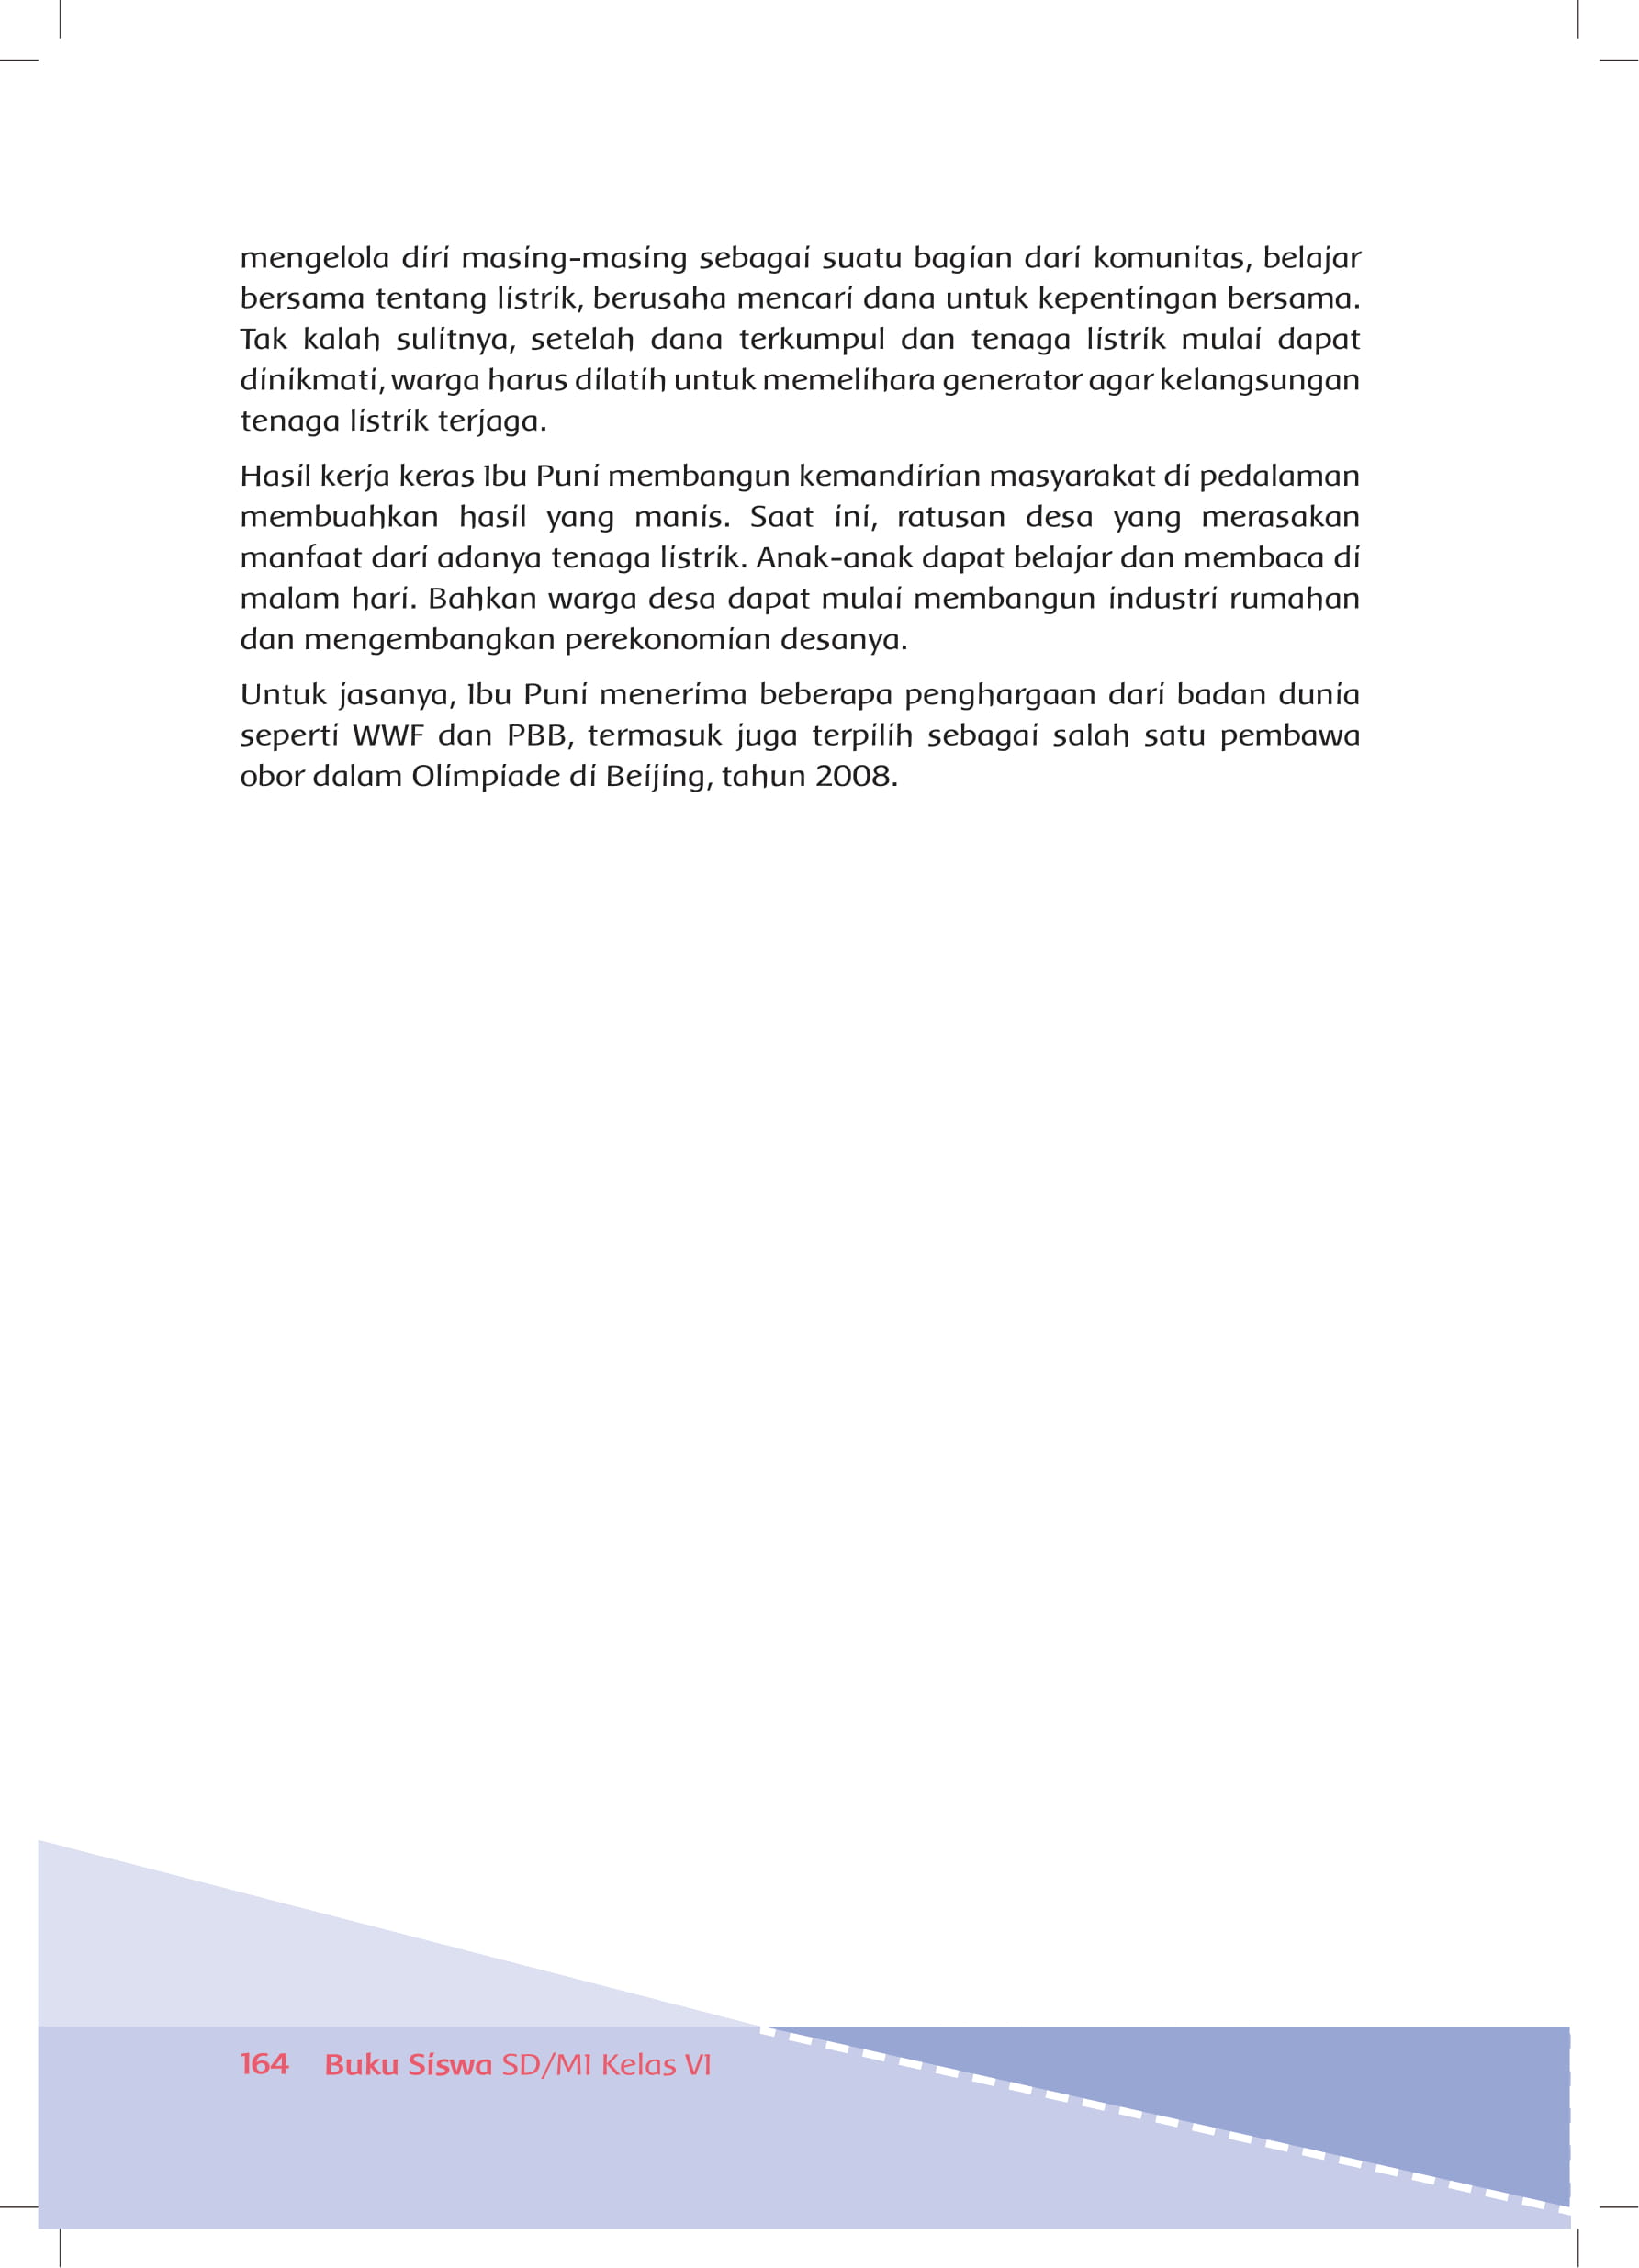 mengelola diri masing-masing sebagai suatu bagian dari komunitas, belajar
bersama tentang listrik, berusaha mencari dana untuk kepentingan bersama.
Tak kalah sulitnya, setelah dana terkumpul dan tenaga listrik mulai dapat
dinikmati, warga harus dilatih untuk memelihara generator agar kelangsungan
tenaga listrik terjaga.
Hasil kerja keras Ibu Puni membangun kemandirian masyarakat di pedalaman
membuahkan hasil yang manis. Saat ini, ratusan desa yang merasakan
manfaat dari adanya tenaga listrik. Anak-anak dapat belajar dan membaca di
malam hari. Bahkan warga desa dapat mulai membangun industri rumahan
dan mengembangkan perekonomian desanya.
Untuk jasanya, Ibu Puni menerima beberapa penghargaan dari badan dunia
seperti WWF dan PBB, termasuk juga terpilih sebagai salah satu pembawa
obor dalam Olimpiade di Beijing, tahun 2008.
164 Buku Siswa SD/MI Kelas VI